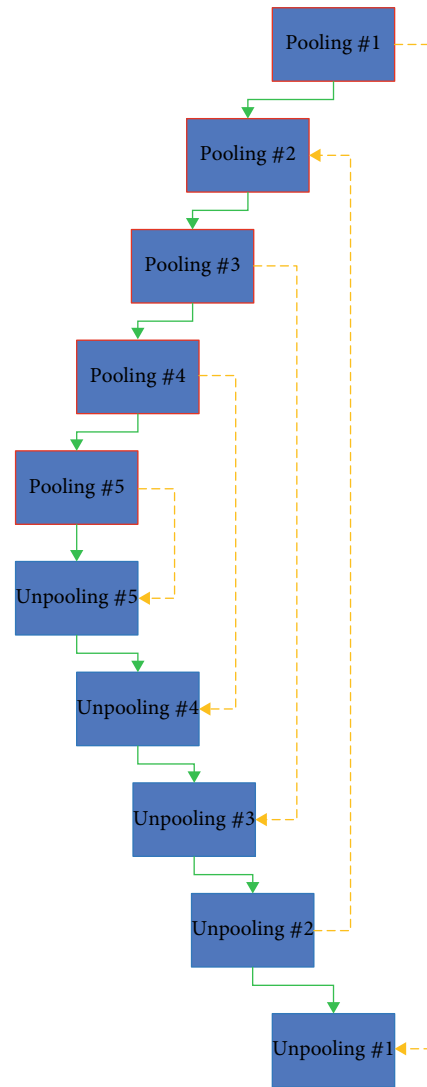 Pooling #1
Pooling #2
Pooling #3
Pooling #4
Pooling #5
Unpooling #5
Unpooling #4
Unpooling #3
Unpooling #2
Unpooling #1